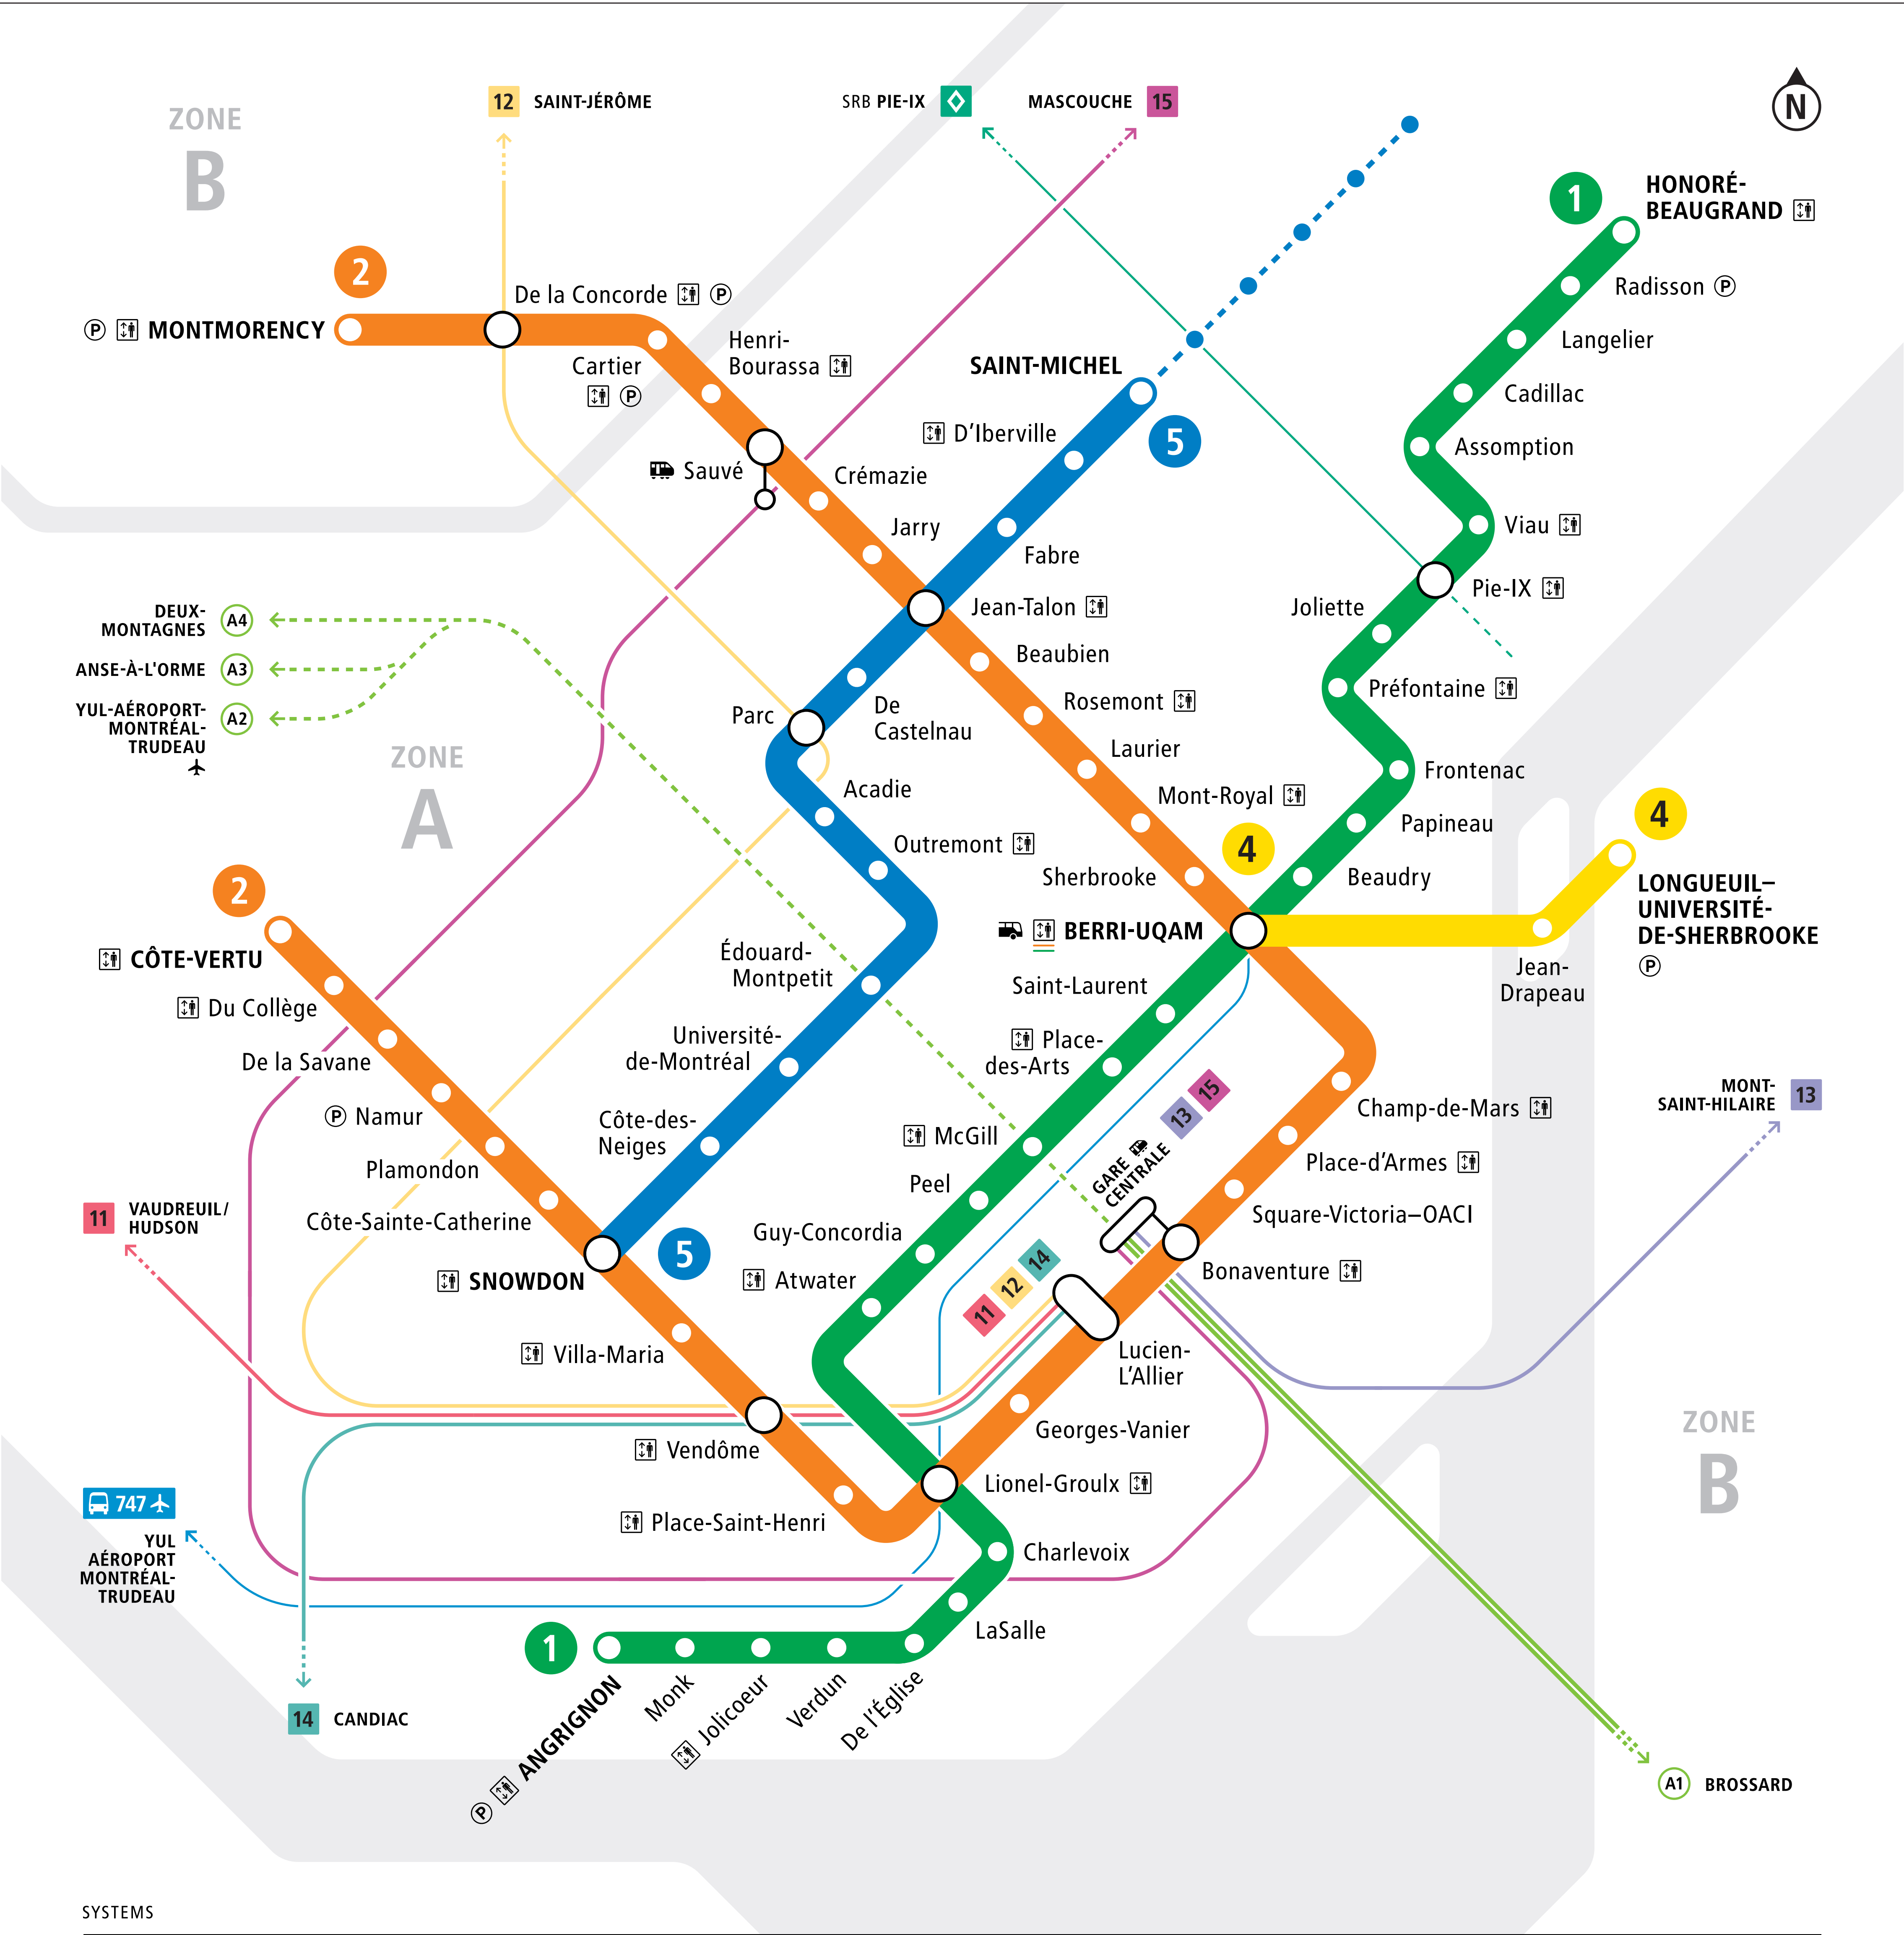 ZONE
B
12 SAINT-JÉRÔME
SRB PIE-IX
MASCOUCHE 15
N
1
HONORÉ-
BEAUGRAND
Radisson P
Langelier
Cadillac
Assomption
Viau
Pie-IX
Joliette
Préfontaine
Frontenac
Papineau
Beaudry
2
P MONTMORENCY
De la Concorde P
Cartier
P
Henri-
Bourassa
Sauvé
Crémazie
Jarry
Jean-Talon
Beaubien
Rosemont
Laurier
Mont-Royal
Sherbrooke
SAINT-MICHEL
5
D'Iberville
Fabre
De
Castelnau
Parc
Acadie
Outremont
Édouard-
Montpetit
Université-
de-Montréal
Côte-des-
Neiges
5
DEUX-
MONTAGNES
A4
ANSE-À-L'ORME
A3
YUL-AÉROPORT-
MONTRÉAL-
TRUDEAU
A2
ZONE
A
4
BERRI-UQAM
4
LONGUEUIL–
UNIVERSITÉ-
DE-SHERBROOKE
P
Jean-
Drapeau
Saint-Laurent
Place-
des-Arts
McGill
Peel
Guy-Concordia
Atwater
2
CÔTE-VERTU
Du Collège
De la Savane
P Namur
Plamondon
Côte-Sainte-Catherine
SNOWDON
Villa-Maria
Vendôme
Place-Saint-Henri
Champ-de-Mars
Place-d'Armes
Square-Victoria–OACI
Bonaventure
GARE
CENTRALE
13 15
11 12 14
Lucien-
L'Allier
Georges-Vanier
Lionel-Groulx
Charlevoix
LaSalle
De l'Église
Verdun
Jolicoeur
Monk
P ANGRIGNON
1
MONT-
SAINT-HILAIRE
13
11
VAUDREUIL/
HUDSON
747
YUL
AÉROPORT
MONTRÉAL-
TRUDEAU
14 CANDIAC
ZONE
B
A1 BROSSARD
SYSTEMS